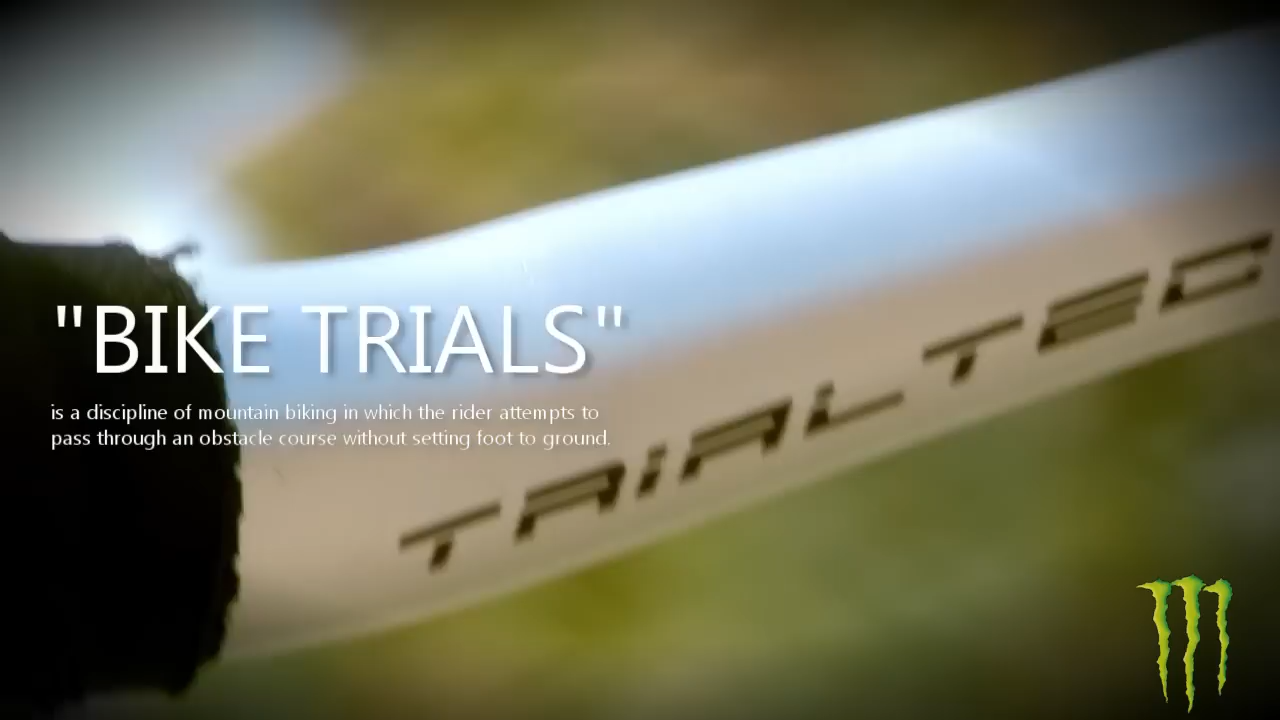 "BIKE TRIALS"
is a discipline of mountain biking in which the rider attempts to
pass through an obstacle course without setting foot to ground.
TRIALTEC